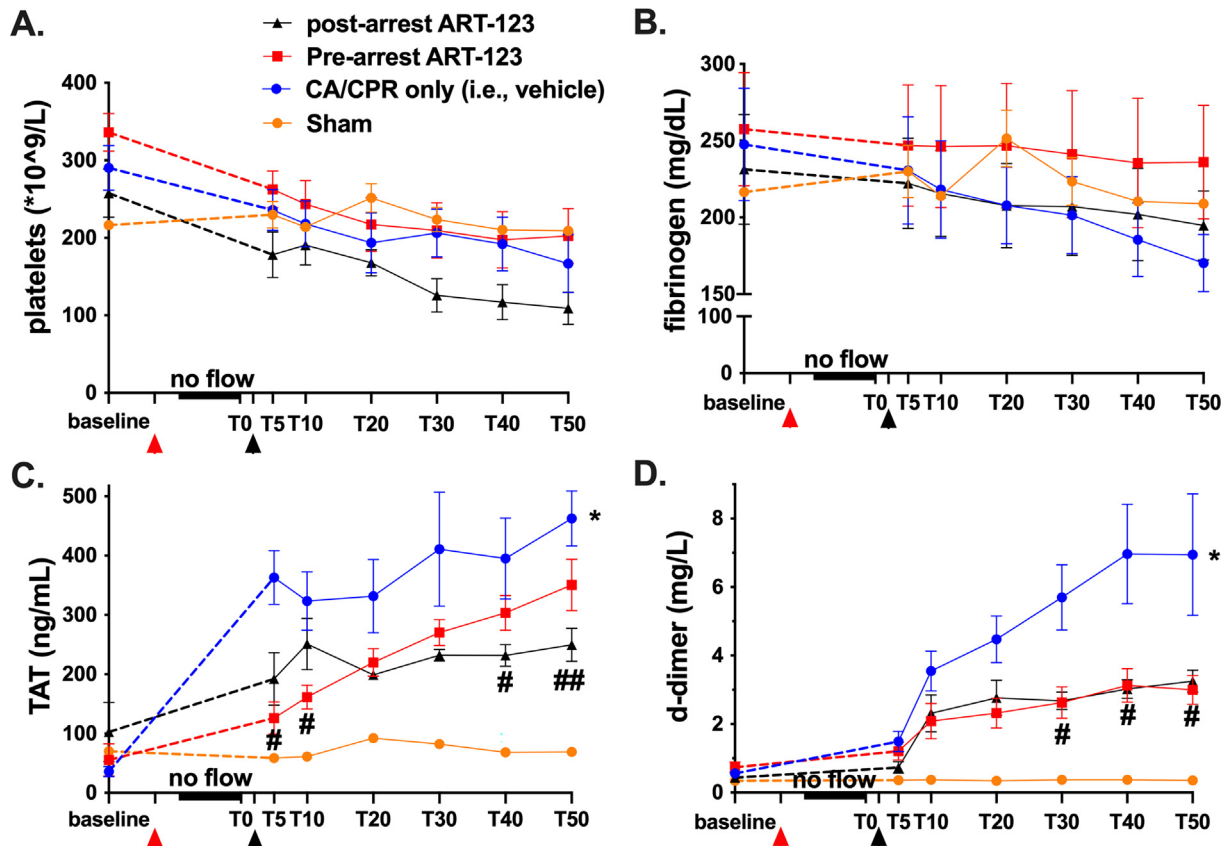 A.
post-arrest ART-123
Pre-arrest ART-123
CA/CPR only (i.e., vehicle)
Sham
platelets (*10^9/L)
400
300
200
100
0
no flow
baseline T0 T5 T10 T20 T30 T40 T50
B.
fibrinogen (mg/dL)
300
250
200
150
100
0
no flow
baseline T0 T5 T10 T20 T30 T40 T50
C.
TAT (ng/mL)
500
400
300
200
100
0
*
# # # ##
no flow
baseline T0 T5 T10 T20 T30 T40 T50
D.
d-dimer (mg/L)
8
6
4
2
0
*
# # #
no flow
baseline T0 T5 T10 T20 T30 T40 T50